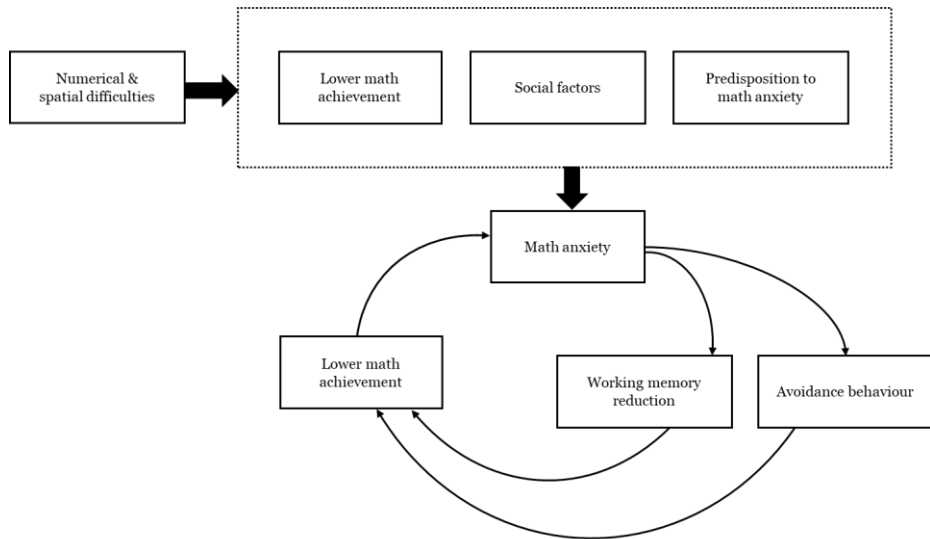 Numerical &
spatial difficulties
Lower math
achievement
Social factors
Predisposition to
math anxiety
Math anxiety
Lower math
achievement
Working memory
reduction
Avoidance behaviour